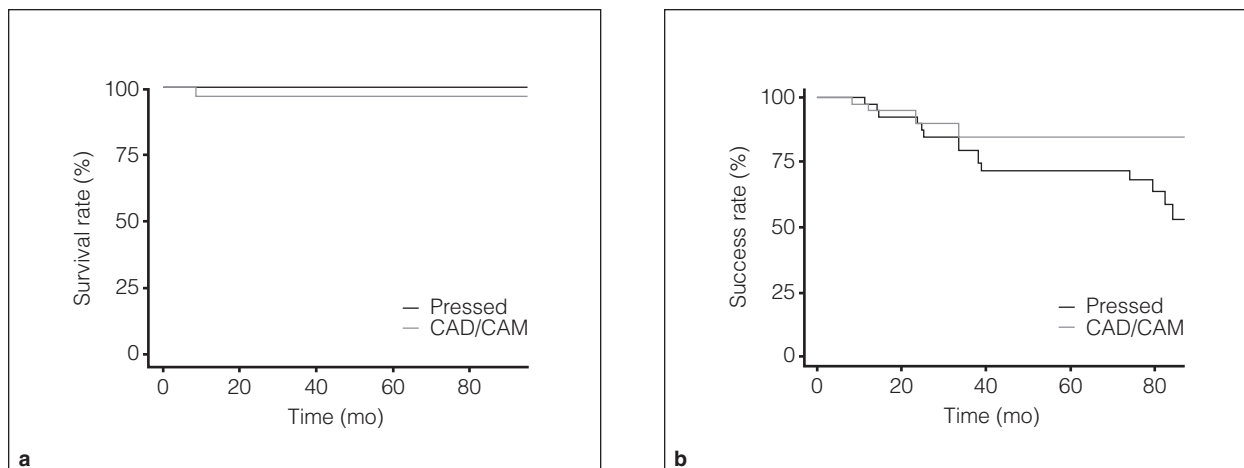 100
75
50
25
0
Survival rate (%)
Pressed
CAD/CAM
0 20 40 60 80
Time (mo)
a
100
75
50
25
0
Success rate (%)
Pressed
CAD/CAM
0 20 40 60 80
Time (mo)
b